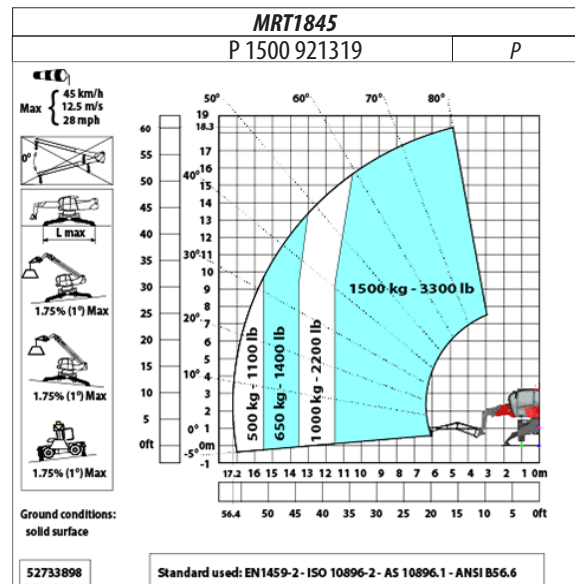 MRT1845
P 1500 921319 P
Max { 45 km/h
12.5 m/s
28 mph
0°
L max
1.75% (1°) Max
1.75% (1°) Max
1.75% (1°) Max
Ground conditions:
solid surface
52733898
50° 60° 70° 80°
40°
30°
20°
10°
0°
-5°
60
55
50
45
40
35
30
25
20
15
10
5
0ft
19
18.3
17
16
15
14
13
12
11
10
9
8
7
6
5
4
3
2
1
0m
-1
500 kg - 1100 lb
650 kg - 1400 lb
1000 kg - 2200 lb
1500 kg - 3300 lb
17.2 16 15 14 13 12 11 10 9 8 7 6 5 4 3 2 1 0m
56.4 50 45 40 35 30 25 20 15 10 5 0ft
Standard used: EN1459-2 - ISO 10896-2 - AS 10896.1 - ANSI B56.6